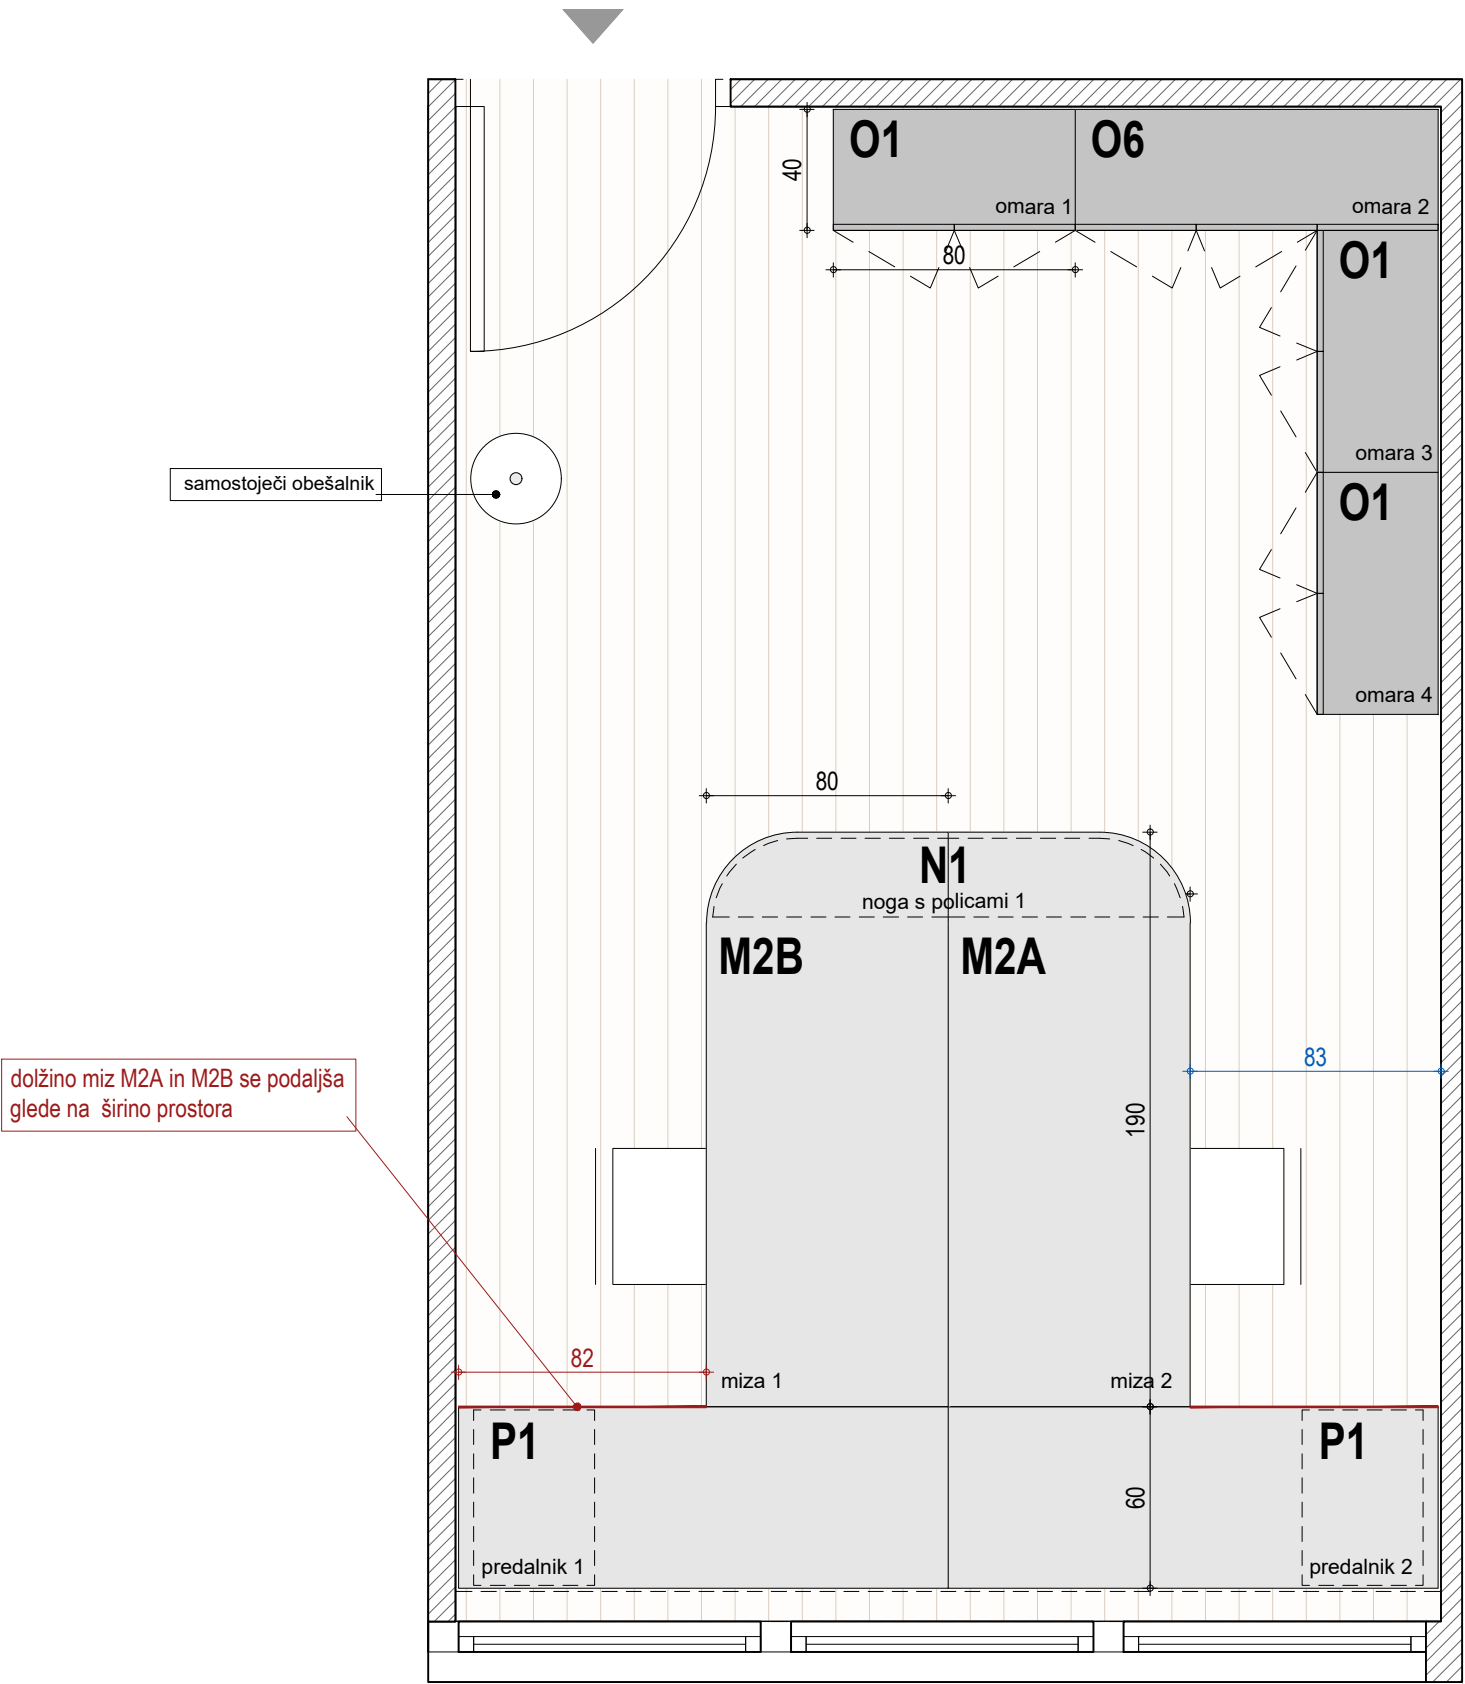 O1
O6
40
omara 1
omara 2
80
O1
omara 3
samostoječi obešalnik
O1
omara 4
80
N1
noga s policami 1
M2B
M2A
83
dolžino miz M2A in M2B se podaljša
glede na širino prostora
190
82
miza 1
miza 2
P1
P1
60
predalnik 1
predalnik 2